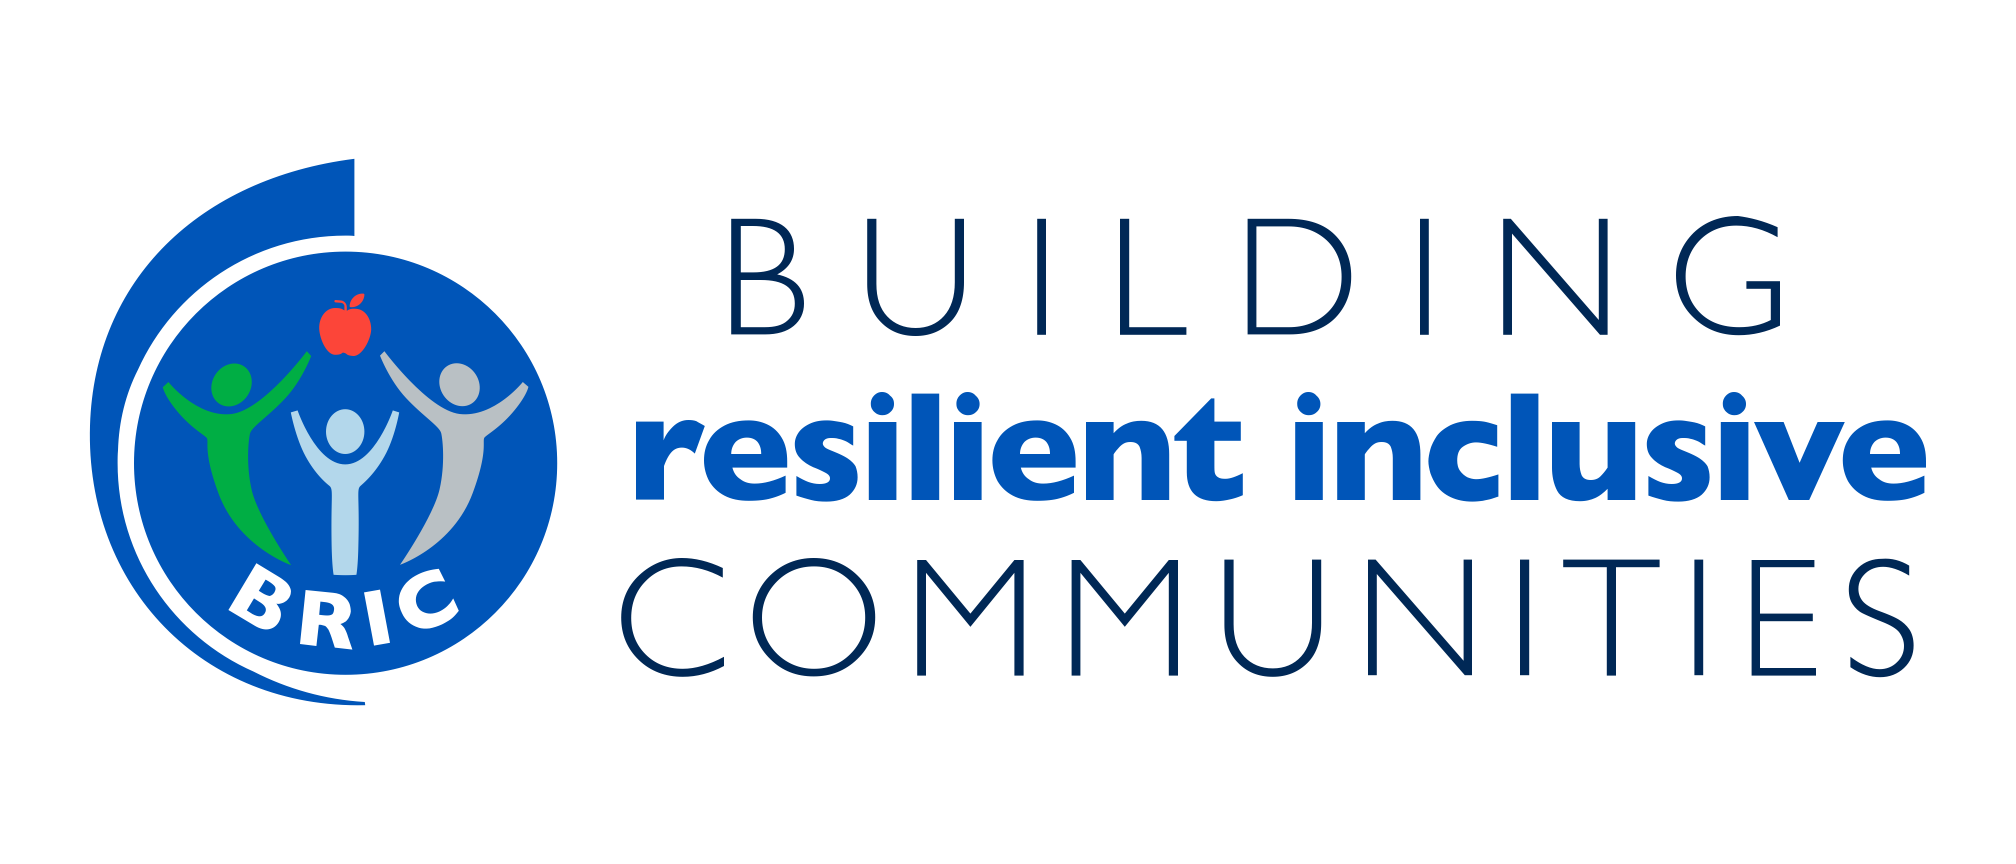 BRIC
BUILDING
resilient inclusive
COMMUNITIES